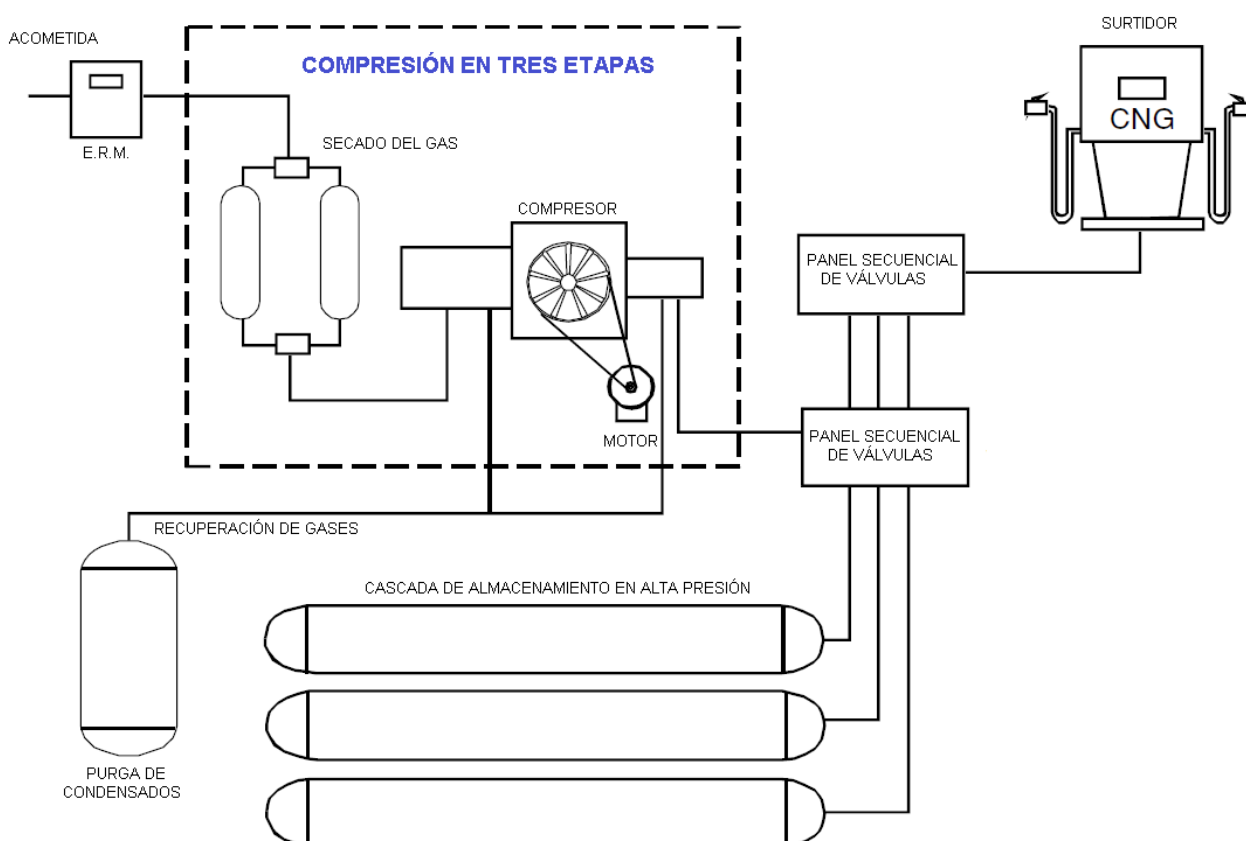 ACOMETIDA
E.R.M.
COMPRESIÓN EN TRES ETAPAS
SECADO DEL GAS
COMPRESOR
MOTOR
SURTIDOR
CNG
PANEL SECUENCIAL
DE VÁLVULAS
PANEL SECUENCIAL
DE VÁLVULAS
RECUPERACIÓN DE GASES
CASCADA DE ALMACENAMIENTO EN ALTA PRESIÓN
PURGA DE
CONDENSADOS